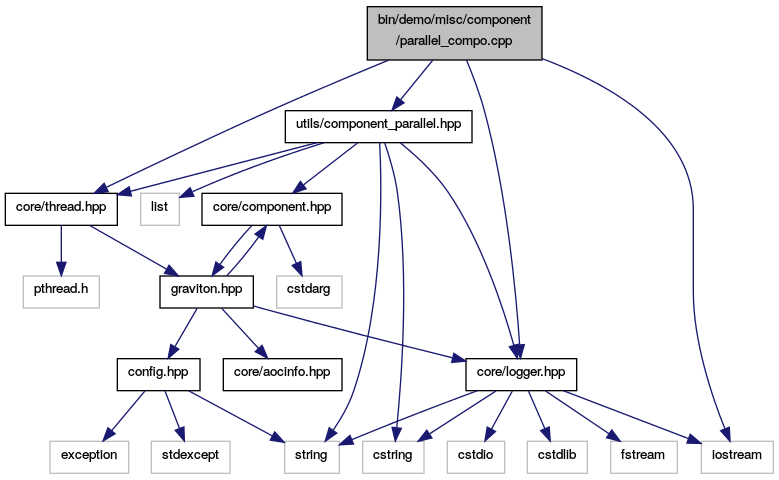 bin/demo/misc/component
/parallel_compo.cpp
utils/component_parallel.hpp
core/thread.hpp
list
core/component.hpp
pthread.h
graviton.hpp
cstdarg
config.hpp
core/aocinfo.hpp
core/logger.hpp
exception
stdexcept
string
cstring
cstdio
cstdlib
fstream
iostream